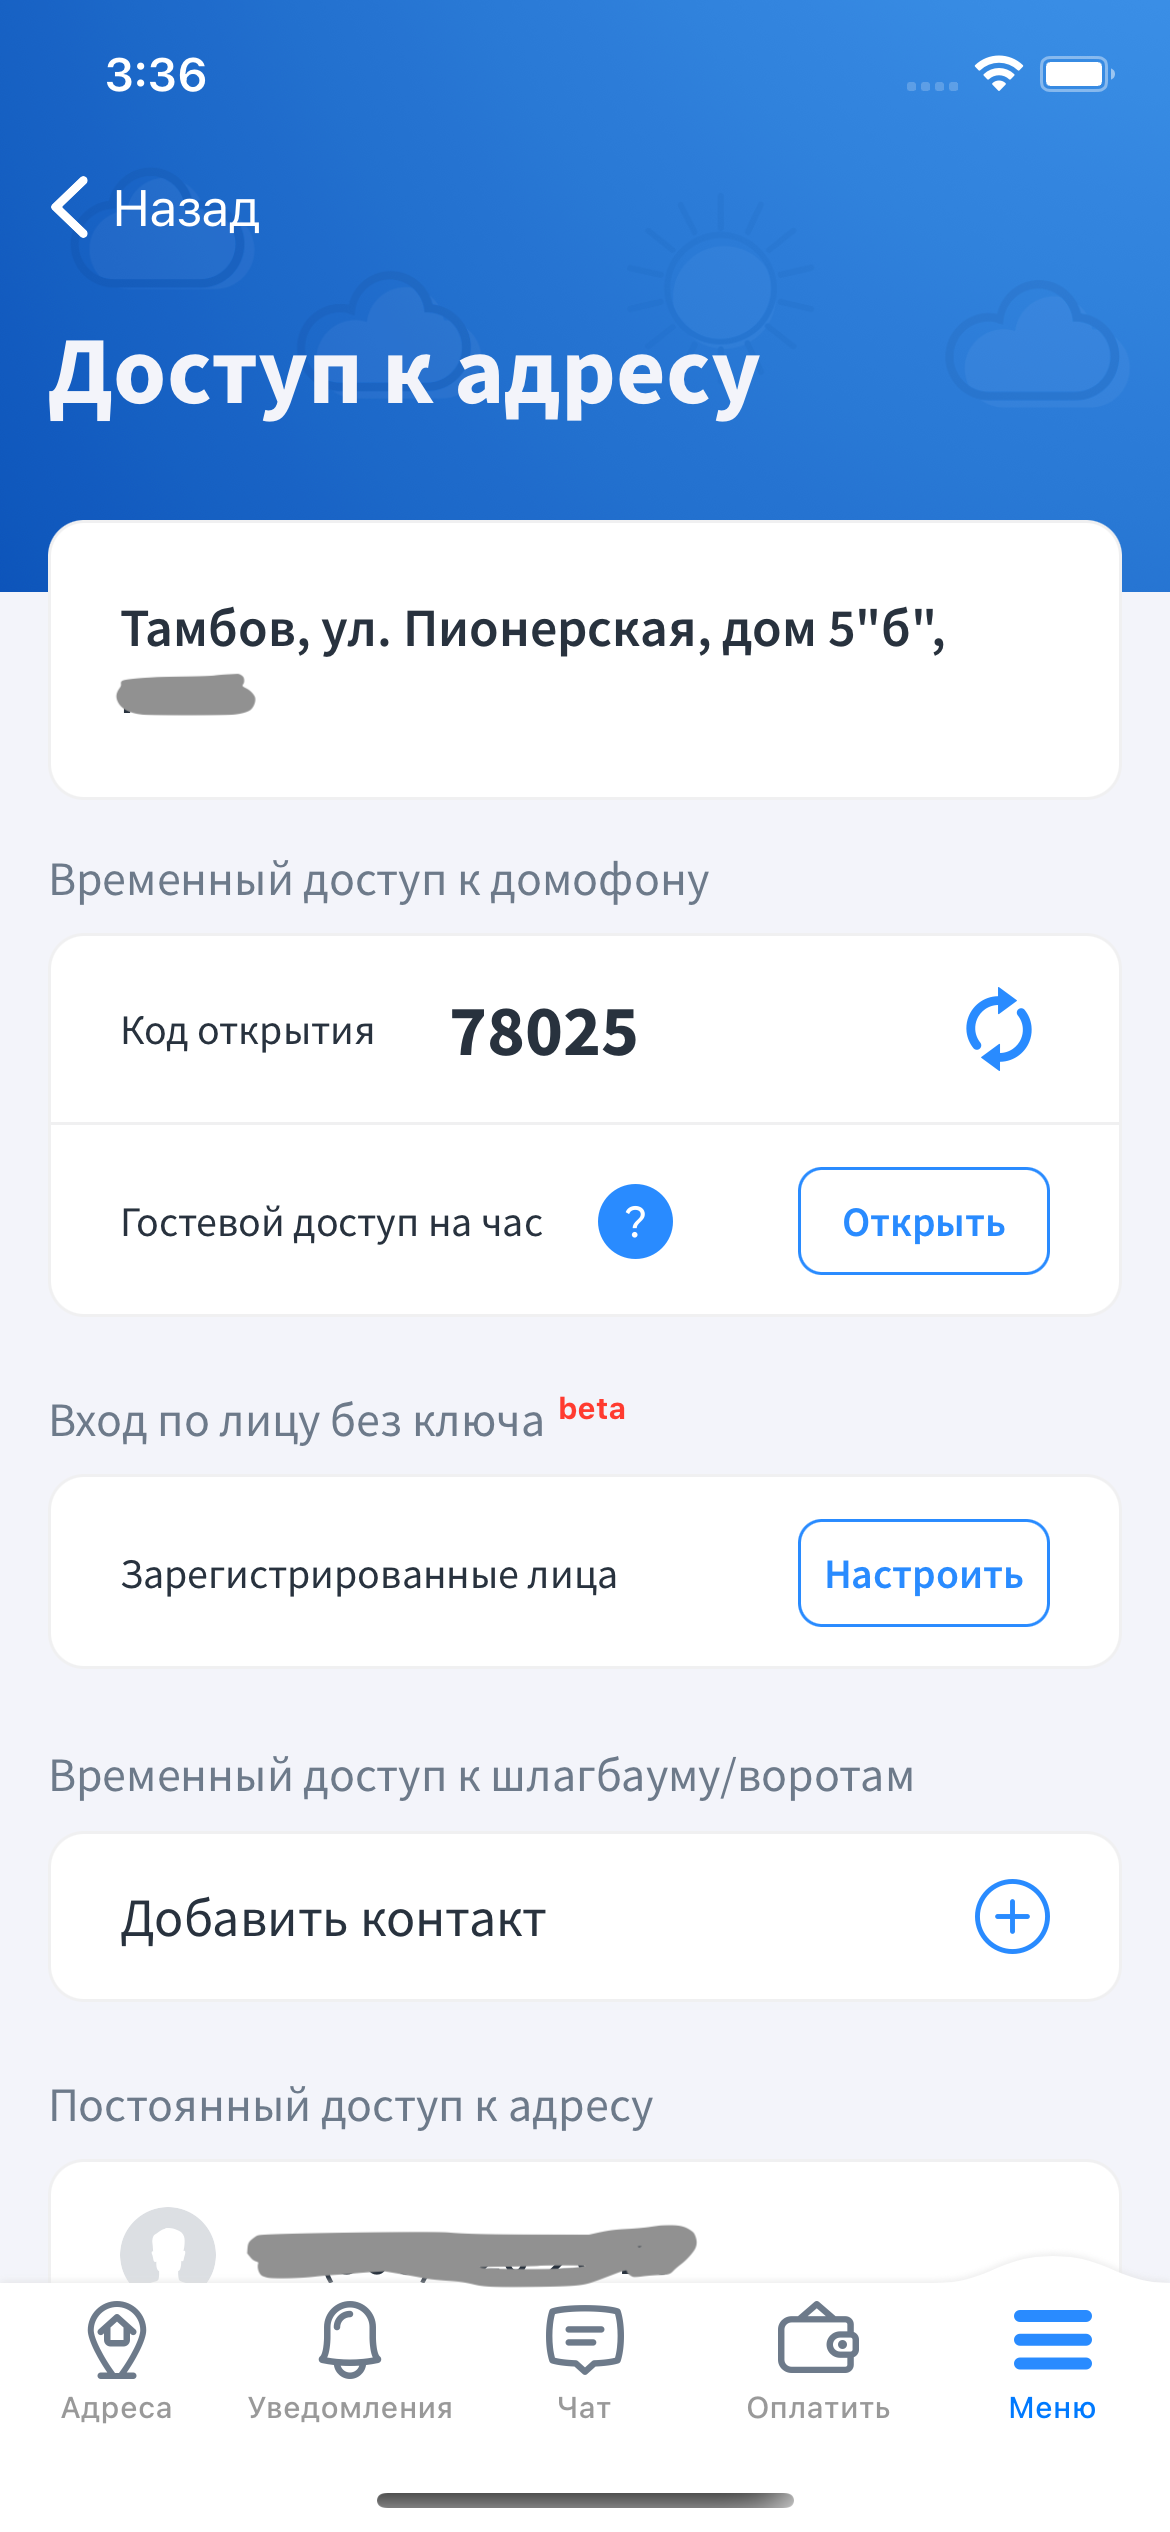 3:36
Назад
Доступ к адресу
Тамбов, ул. Пионерская, дом 5"б",
Временный доступ к домофону
Код открытия 78025
Гостевой доступ на час ? Открыть
Вход по лицу без ключа beta
Зарегистрированные лица Настроить
Временный доступ к шлагбауму/воротам
Добавить контакт
Постоянный доступ к адресу
Адреса Уведомления Чат Оплатить Меню